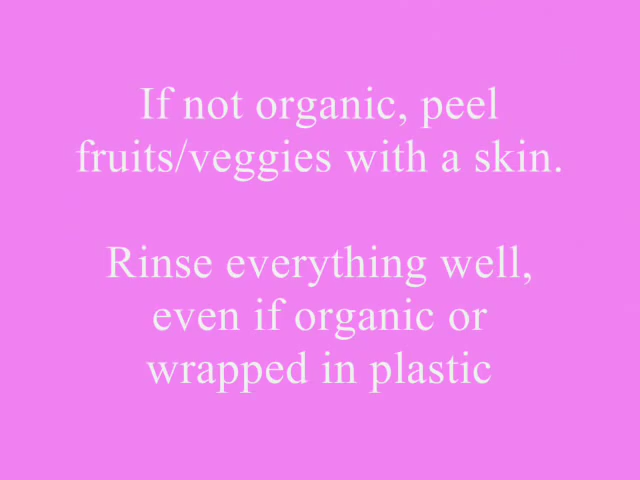 If not organic, peel
fruits/veggies with a skin.
Rinse everything well,
even if organic or
wrapped in plastic